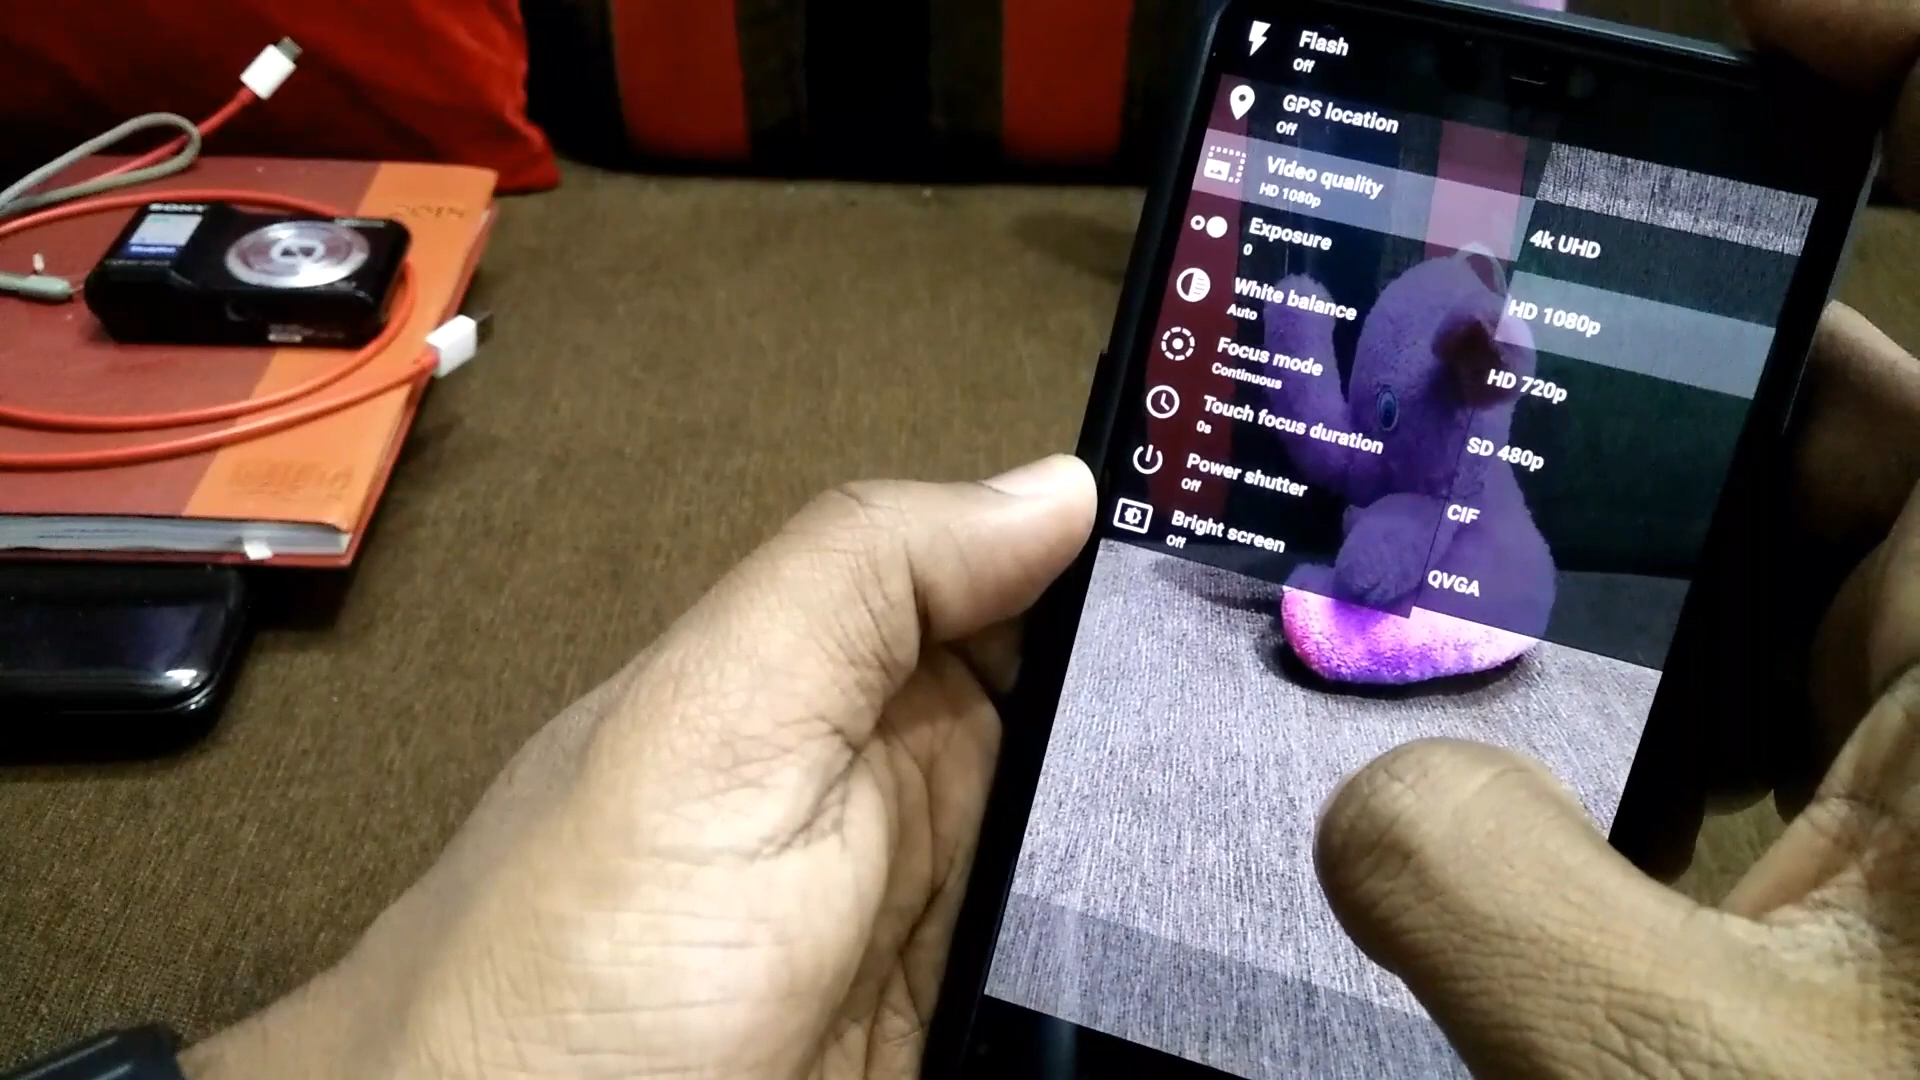 Flash
Off
GPS location
Off
Video quality
HD 1080p
Exposure
0
White balance
Auto
Focus mode
Continuous
Touch focus duration
0s
Power shutter
Off
Bright screen
Off
4k UHD
HD 1080p
HD 720p
SD 480p
CIF
QVGA
SONY